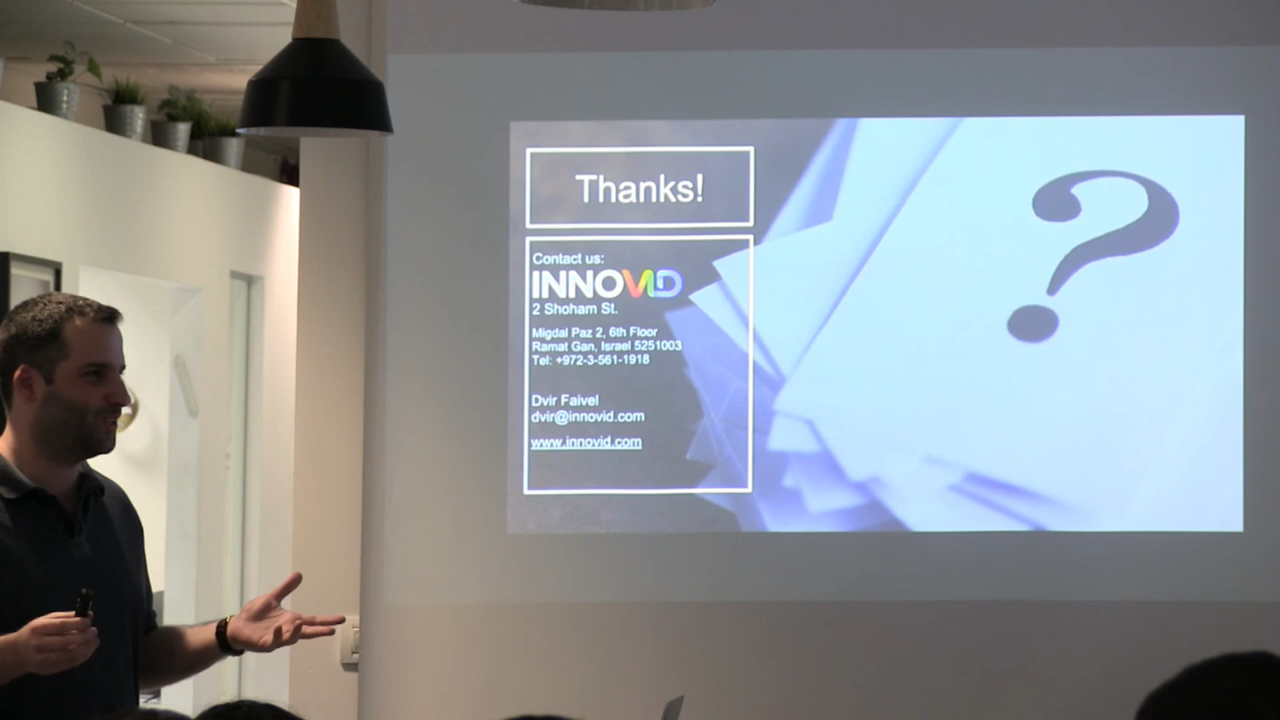 Thanks!
Contact us:
INNOVID
2 Shoham St.
Migdal Paz 2, 6th Floor
Ramat Gan, Israel 5251003
Tel: +972-3-561-1918
Dvir Faivel
dvir@innovid.com
www.innovid.com
?